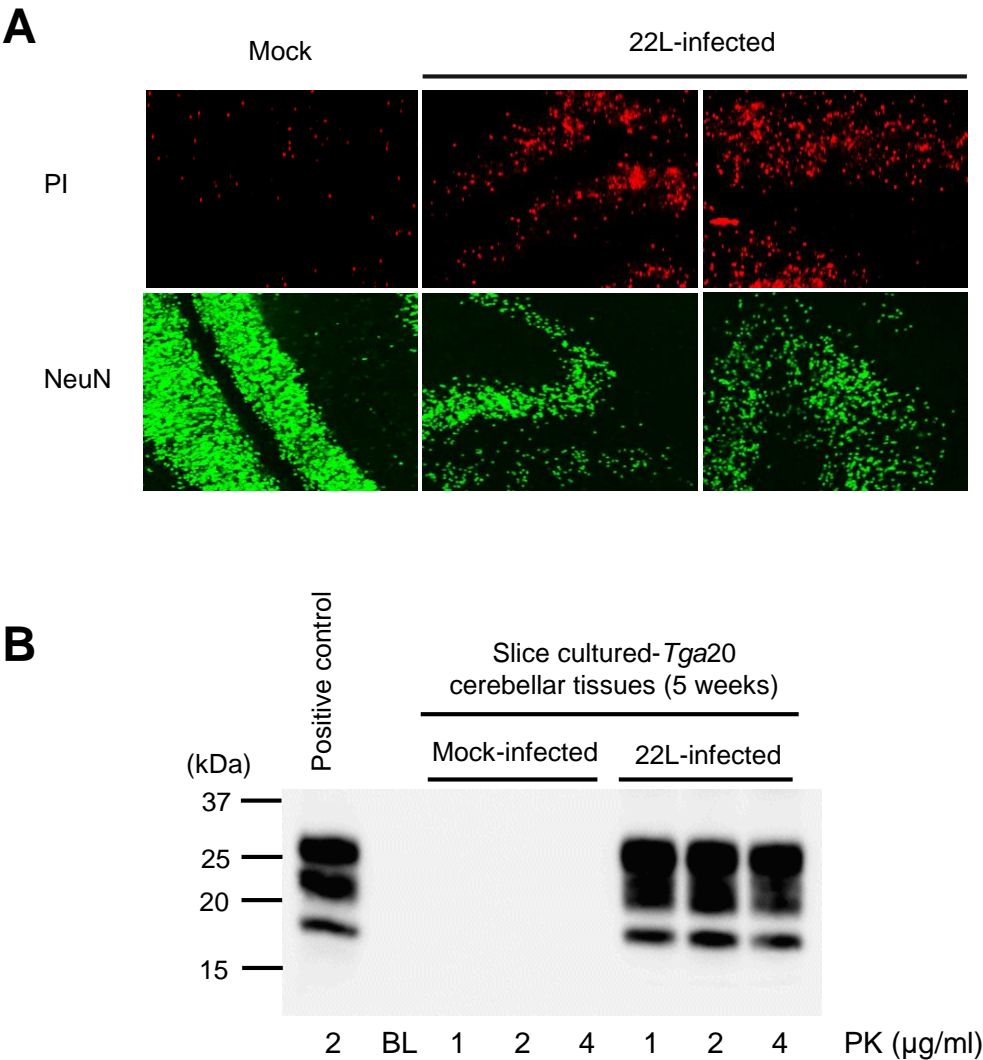 A
Mock
22L-infected
PI
NeuN
B
Positive control
Slice cultured-Tga20
cerebellar tissues (5 weeks)
Mock-infected
22L-infected
(kDa)
37
25
20
15
2 BL 1 2 4 1 2 4 PK (µg/ml)